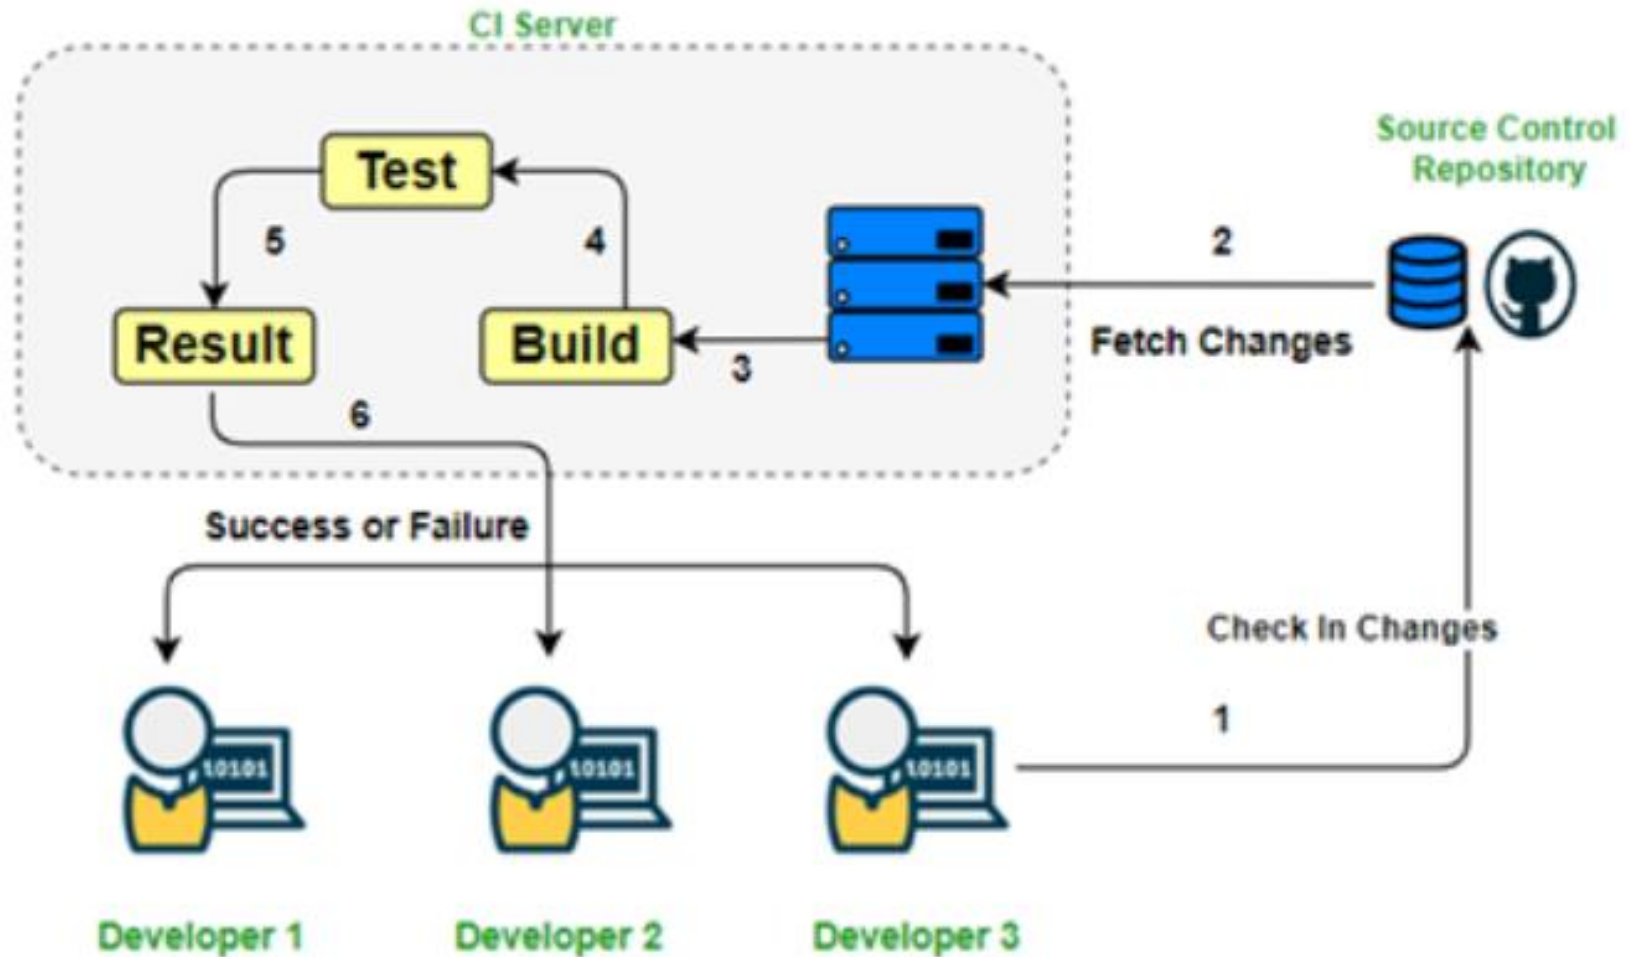 CI Server
Source Control
Repository
Test
5
4
2
Result
Build
3
Fetch Changes
6
Success or Failure
Check In Changes
1
10101
10101
10101
Developer 1
Developer 2
Developer 3